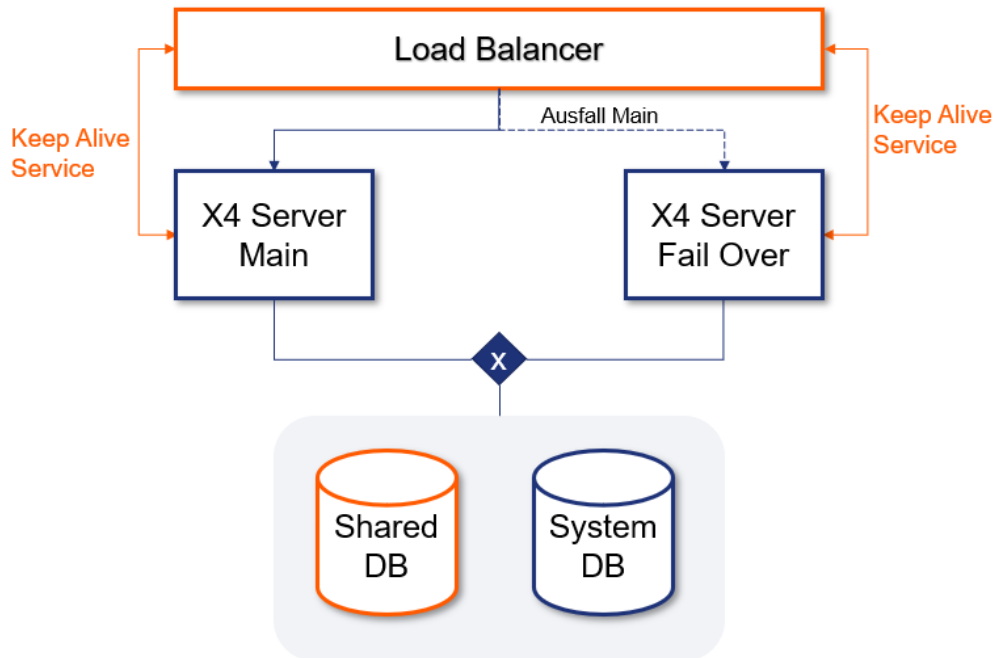 Load Balancer
Ausfall Main
Keep Alive
Service
Keep Alive
Service
X4 Server
Main
X4 Server
Fail Over
X
Shared
DB
System
DB